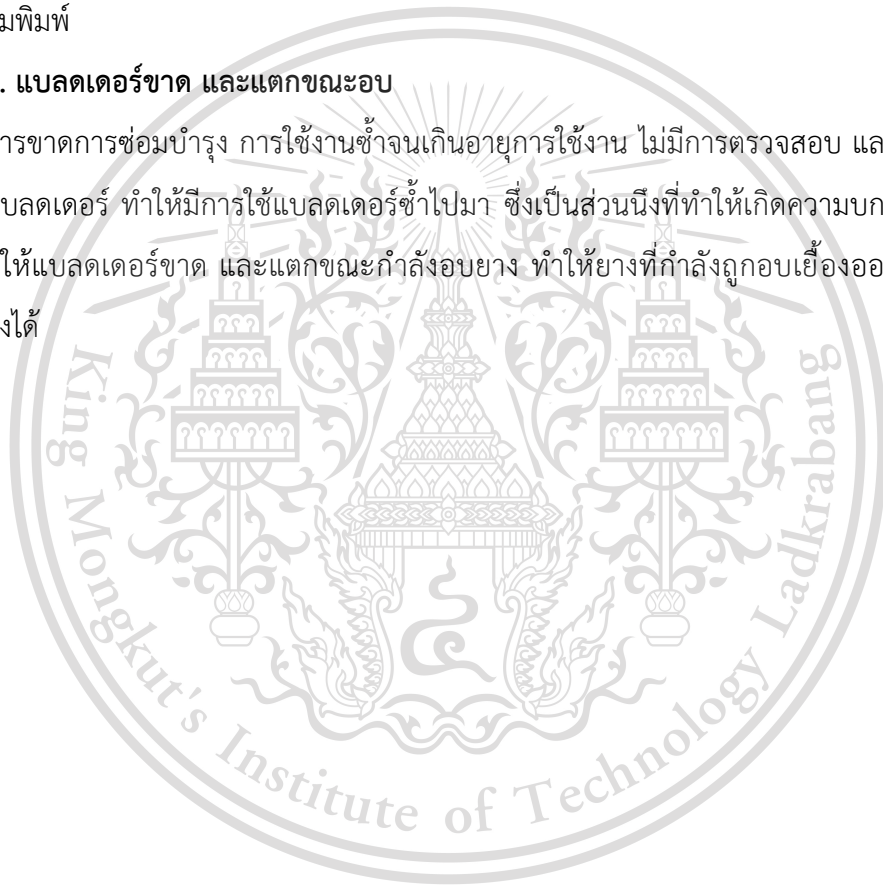 มพิมพ์
. แบลดเดอร์ขาด และแตกขณะอบ
ารขาดการซ่อมบำรุง การใช้งานซ้ำจนเกินอายุการใช้งาน ไม่มีการตรวจสอบ แล
บลดเดอร์ ทำให้มีการใช้แบลดเดอร์ซ้ำไปมา ซึ่งเป็นส่วนนึงที่ทำให้เกิดความบก
ให้แบลดเดอร์ขาด และแตกขณะกำลังอบยาง ทำให้ยางที่กำลังถูกอบเยื้องออ
งได้
King Mongkut's Institute of Technology Ladkrabang